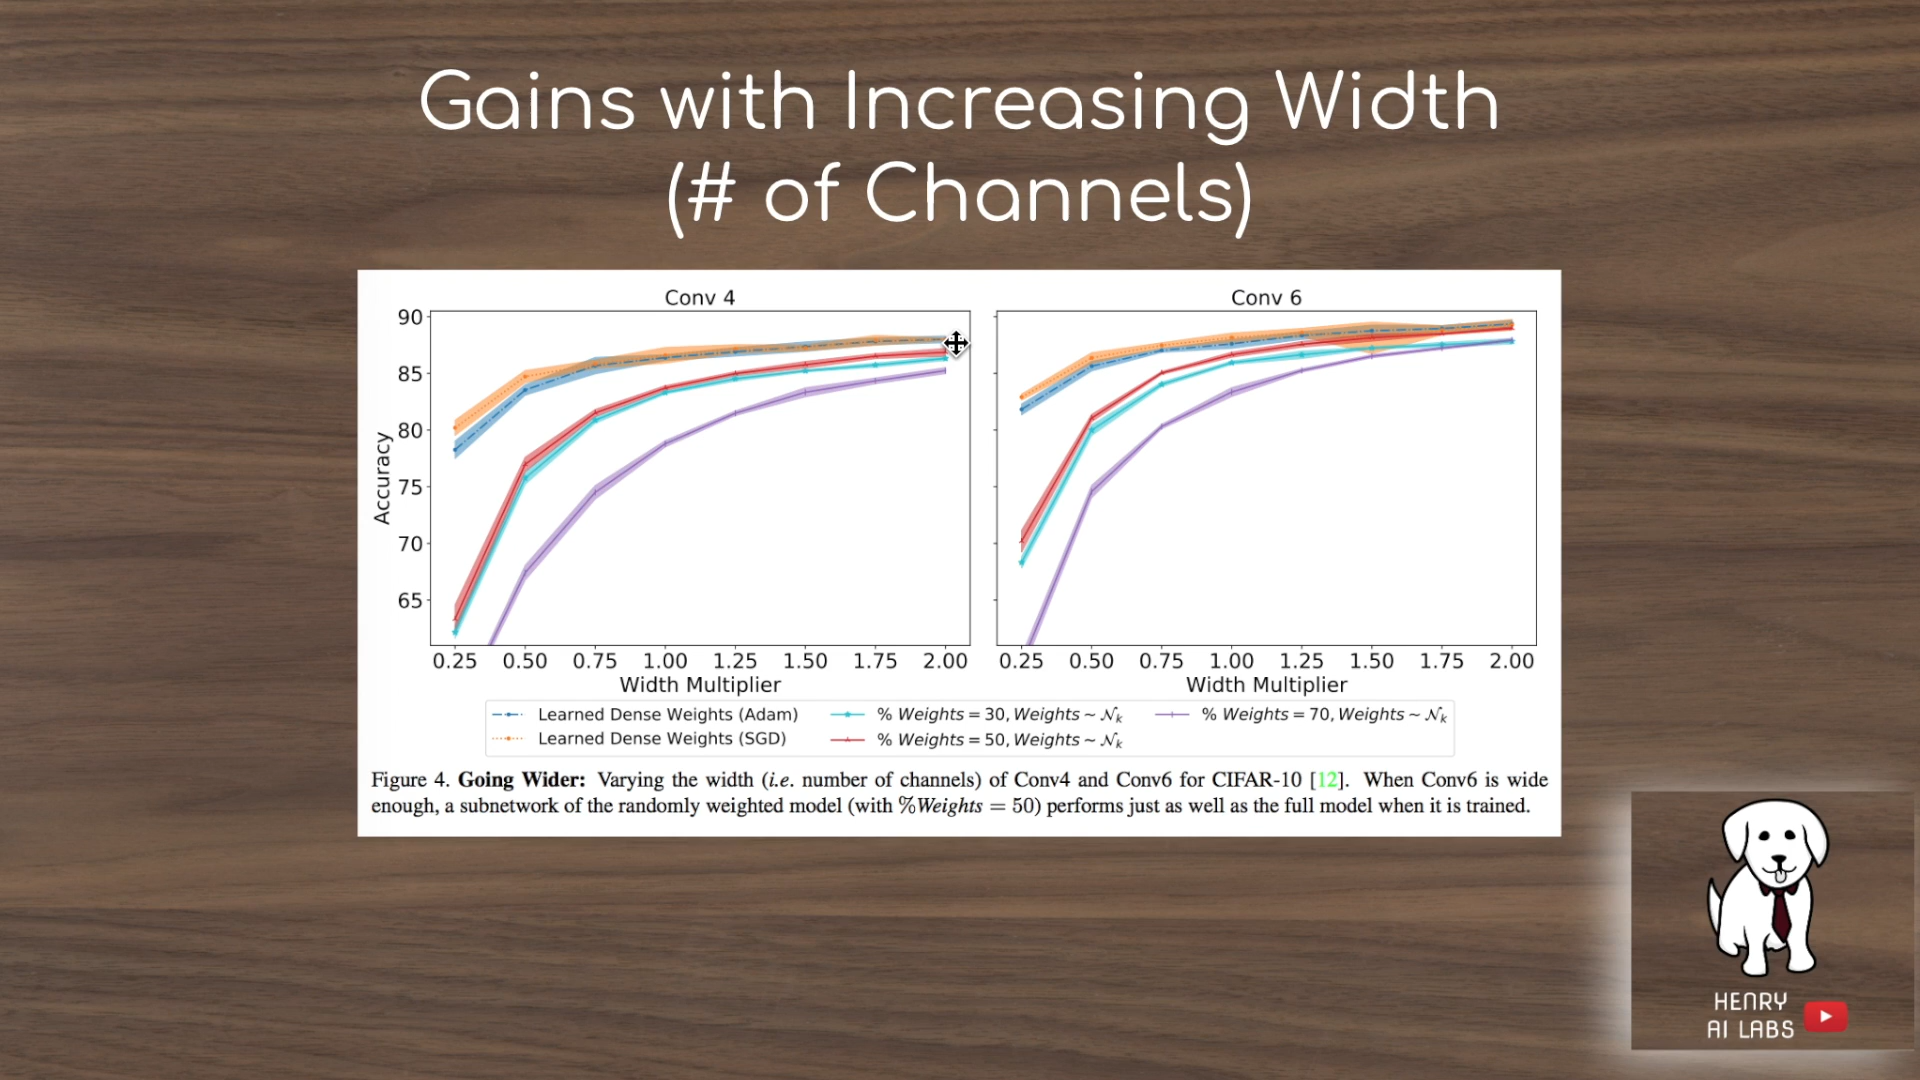 Gains with Increasing Width
(# of Channels)
Conv 4
Conv 6
90
85
80
75
70
65
Accuracy
0.25 0.50 0.75 1.00 1.25 1.50 1.75 2.00
0.25 0.50 0.75 1.00 1.25 1.50 1.75 2.00
Width Multiplier
Width Multiplier
Learned Dense Weights (Adam)
Learned Dense Weights (SGD)
% Weights = 30, Weights ~ 𝒩k
% Weights = 50, Weights ~ 𝒩k
% Weights = 70, Weights ~ 𝒩k
Figure 4. Going Wider: Varying the width (i.e. number of channels) of Conv4 and Conv6 for CIFAR-10 [12]. When Conv6 is wide
enough, a subnetwork of the randomly weighted model (with %Weights = 50) performs just as well as the full model when it is trained.
HENRY
AI LABS